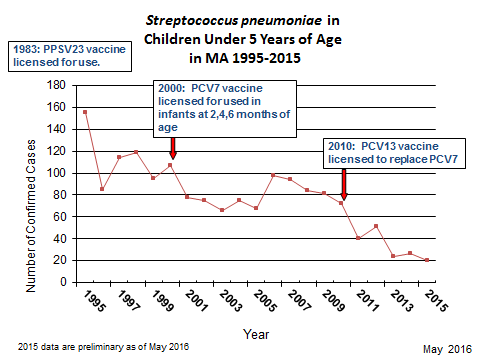 Streptococcus pneumoniae in
Children Under 5 Years of Age
in MA 1995-2015
1983: PPSV23 vaccine
licensed for use.
2000: PCV7 vaccine
licensed for used in
infants at 2,4,6 months of
age
2010: PCV13 vaccine
licensed to replace PCV7
Number of Confirmed Cases
180
160
140
120
100
80
60
40
20
0
1995
1997
1999
2001
2003
2005
2007
2009
2011
2013
2015
Year
2015 data are preliminary as of May 2016
May 2016